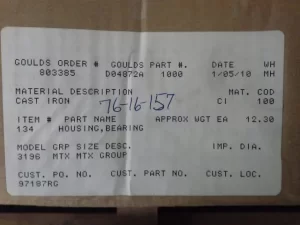 GOULDS ORDER # GOULDS PART #. DATE WH
803385 D04872A 1000 1/05/10 MH
MATERIAL DESCRIPTION MAT. COD
CAST IRON CI 100
76-16-157
ITEM # PART NAME APPROX WGT EA 12.30
134 HOUSING,BEARING
MODEL GRP SIZE DESC. IMP. DIA.
3196 MTX MTX GROUP
CUST. PO. NO. CUST. PART NO. CUST. LOC.
97187RG